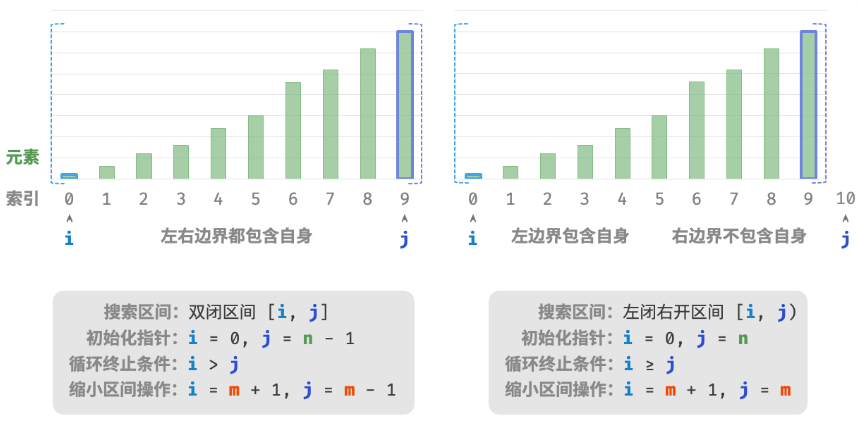 元素
索引 0 1 2 3 4 5 6 7 8 9
i 左右边界都包含自身 j
搜索区间：双闭区间 [i, j]
初始化指针：i = 0, j = n - 1
循环终止条件：i > j
缩小区间操作：i = m + 1, j = m - 1
0 1 2 3 4 5 6 7 8 9 10
i 左边界包含自身 右边界不包含自身 j
搜索区间：左闭右开区间 [i, j)
初始化指针：i = 0, j = n
循环终止条件：i ≥ j
缩小区间操作：i = m + 1, j = m